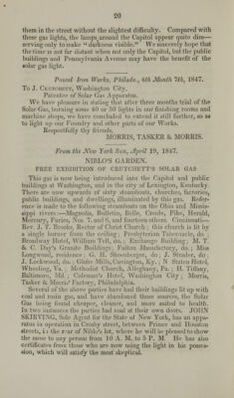 20
them in the street without the slightest difficulty. Compared with
these gas lights, the lamps around the Capitol appear quite dim—
serving only to make "darkness visible." We sincerely hope that
the time is not far distant when not only the Capitol, but the public
buildings and Pennsylvania Avenue may have the benefit of the
solar gas light.
Pascal Iron Works, Philada., 6th Month 7th, 1847.
To J. CRUTCHETT, Washington City.
Patentee of Solar Gas Apparatus.
We have pleasure in stating that after three months trial of the
Solar Gas, burning some 40 or 50 lights in our finishing rooms and
machine shops, we have concluded to extend it still further, so as
to light up our Foundry and other parts of our Works.
Respectfully thy friends,
MORRIS, TASKER & MORRIS.
From the New York Sun, April 19, 1847.
NIBLO'S GARDEN.
FREE EXHIBITION OF CRUTCHETT'S SOLAR GAS
This gas is now being introduced into the Capitol and public
buildings at Washington, and in the city of Lexington, Kentucky.
There are now upwards of sixty steamboats, churches, factories,
public buildings, and dwellings, illuminated by this gas. Refer-
ence is made to the following steamboats on the Ohio and Missis-
sippi rivers:—Magnolia, Bulletin, Belle, Creole, Pike, Herald,
Mercury, Furion, Nos. 7, and 8, and fourteen others. Cincinnati—
Rev. J. T. Brooke, Rector of Christ Church; this church is lit by
a single burner from the ceiling; Presbyterian Tabernacle, do;
Broadway Hotel, William Tell, do, Exchange Building; M. T.
& C. Day's Granite Buildings; Fulton Manufactory, do; Miss
Longwood, residence; G. H. Shoenberger, do; J. Strader, do;
J. Lockwood, do; Glube Mills, Covington, Ky.; N Staten Hotel,
Wheeling, Va, Methodist Church, Alleghany, Pa; H. Tiffany,
Baltimore, Md; Coleman's Hotel, Washington City; Morris,
Tasker & Morris' Factory, Philadelphia.
Several of the above parties have had their buildings fit up with
coal and rosin gas, and have abandoned those sources, the Solar
Gas being found cheaper, cleaner, and more suited to health.
In two instances the parties had coal at their own doors. JOHN
SKIRVING, Sole Agent for the State of New York, has an appa-
ratus in operation in Crosby street, between Prince and Houston
streets, in the rear of Niblo's lot, where he will be pleased to show
the same to any person from 10 A. M. to 5 P. M. He has also
certificates from those who are now using the light in his posses-
sion, which will satisfy the most skeptical.